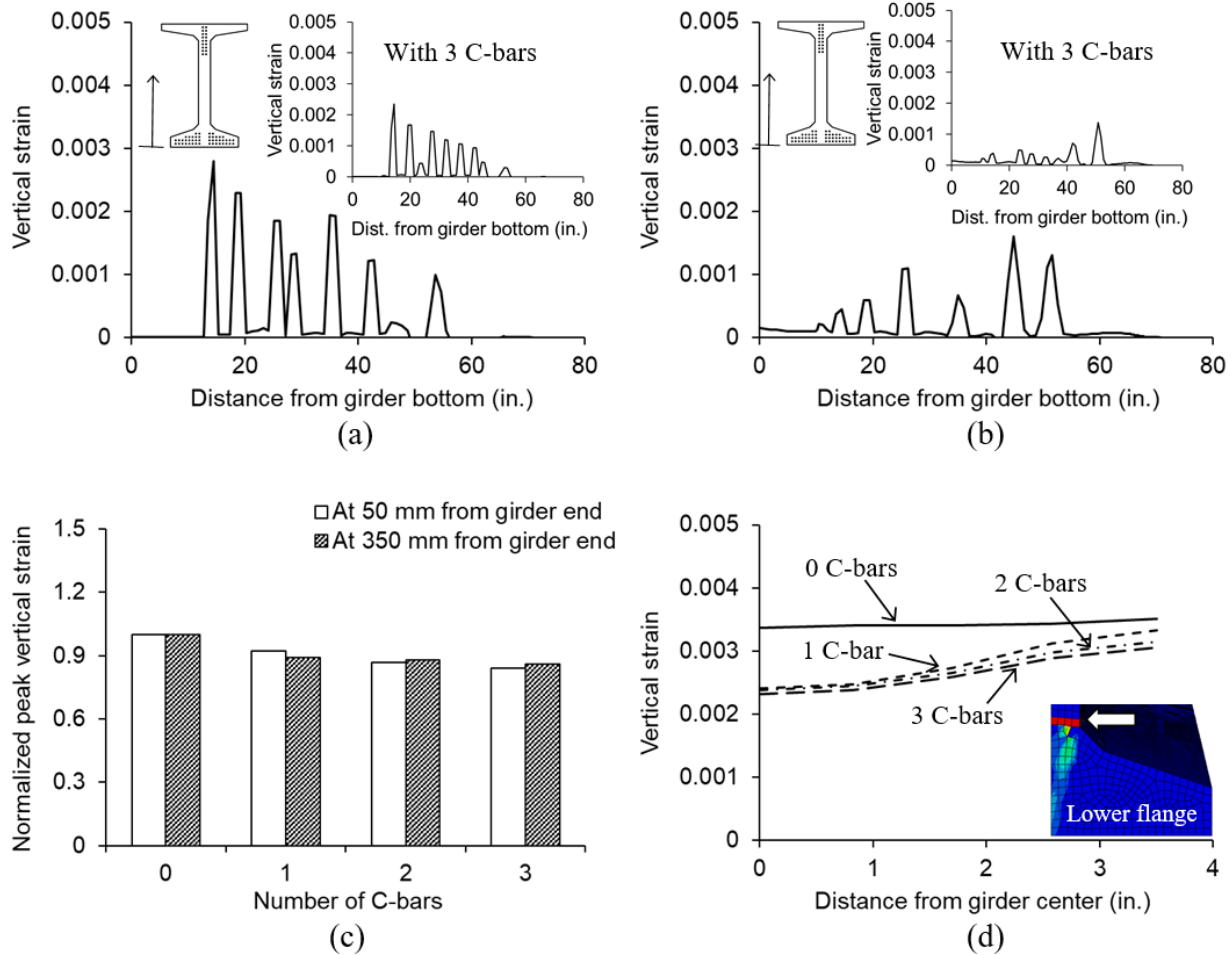 0.005
0.004
0.003
0.002
0.001
0
Vertical strain
0 20 40 60 80
Distance from girder bottom (in.)
With 3 C-bars
0.005
0.004
0.003
0.002
0.001
0.000
Vertical strain
0 20 40 60 80
Dist. from girder bottom (in.)
(a)
0.005
0.004
0.003
0.002
0.001
0
Vertical strain
0 20 40 60 80
Distance from girder bottom (in.)
With 3 C-bars
0.005
0.004
0.003
0.002
0.001
0
Vertical strain
0 20 40 60 80
Dist. from girder bottom (in.)
(b)
At 50 mm from girder end
At 350 mm from girder end
1.5
1.2
0.9
0.6
0.3
0
Normalized peak vertical strain
0 1 2 3
Number of C-bars
(c)
0.005
0.004
0.003
0.002
0.001
0
Vertical strain
0 C-bars
2 C-bars
1 C-bar
3 C-bars
Lower flange
0 1 2 3 4
Distance from girder center (in.)
(d)